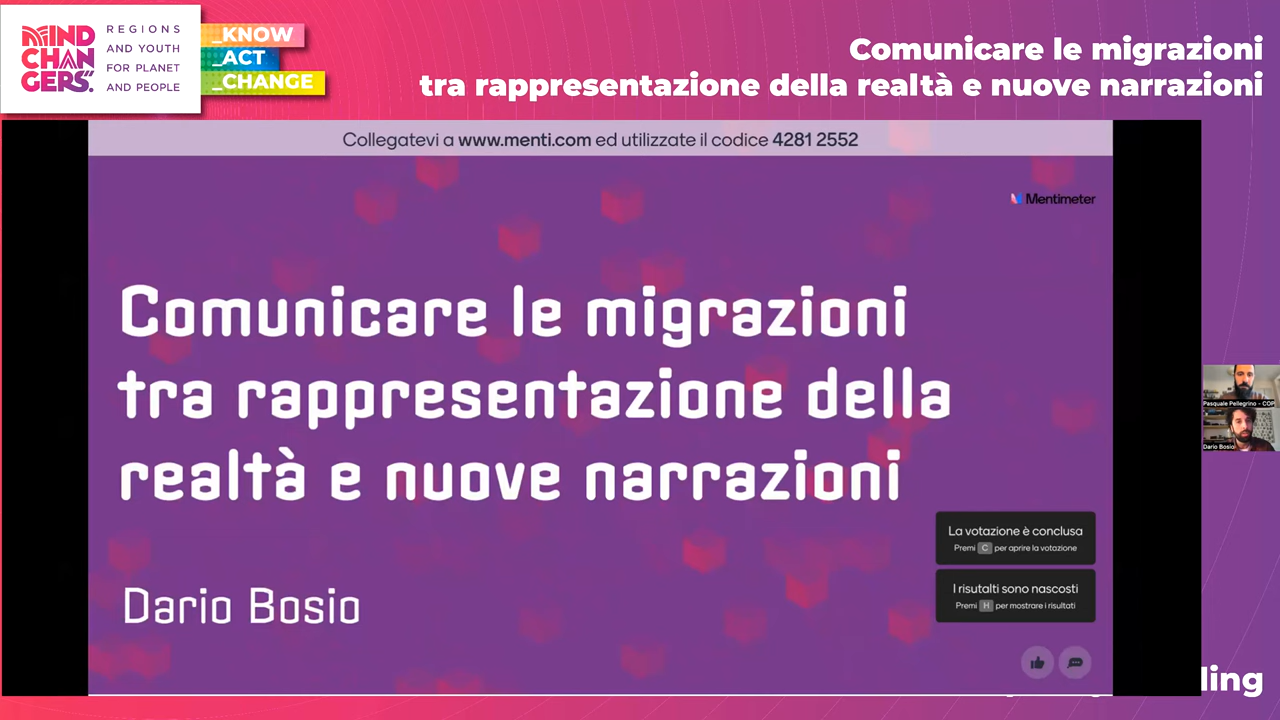 MIND
CHAN
GERS
REGIONS
AND YOUTH
FOR PLANET
AND PEOPLE
_KNOW
_ACT
_CHANGE
Comunicare le migrazioni
tra rappresentazione della realtà e nuove narrazioni
Collegatevi a www.menti.com ed utilizzate il codice 4281 2552
Mentimeter
Comunicare le migrazioni
tra rappresentazione della
realtà e nuove narrazioni
Dario Bosio
La votazione è conclusa
Premi C per aprire la votazione
I risutalti sono nascosti
Premi H per mostrare i risultati
Pasquale Pellegrino - COP
Dario Bosio
ling